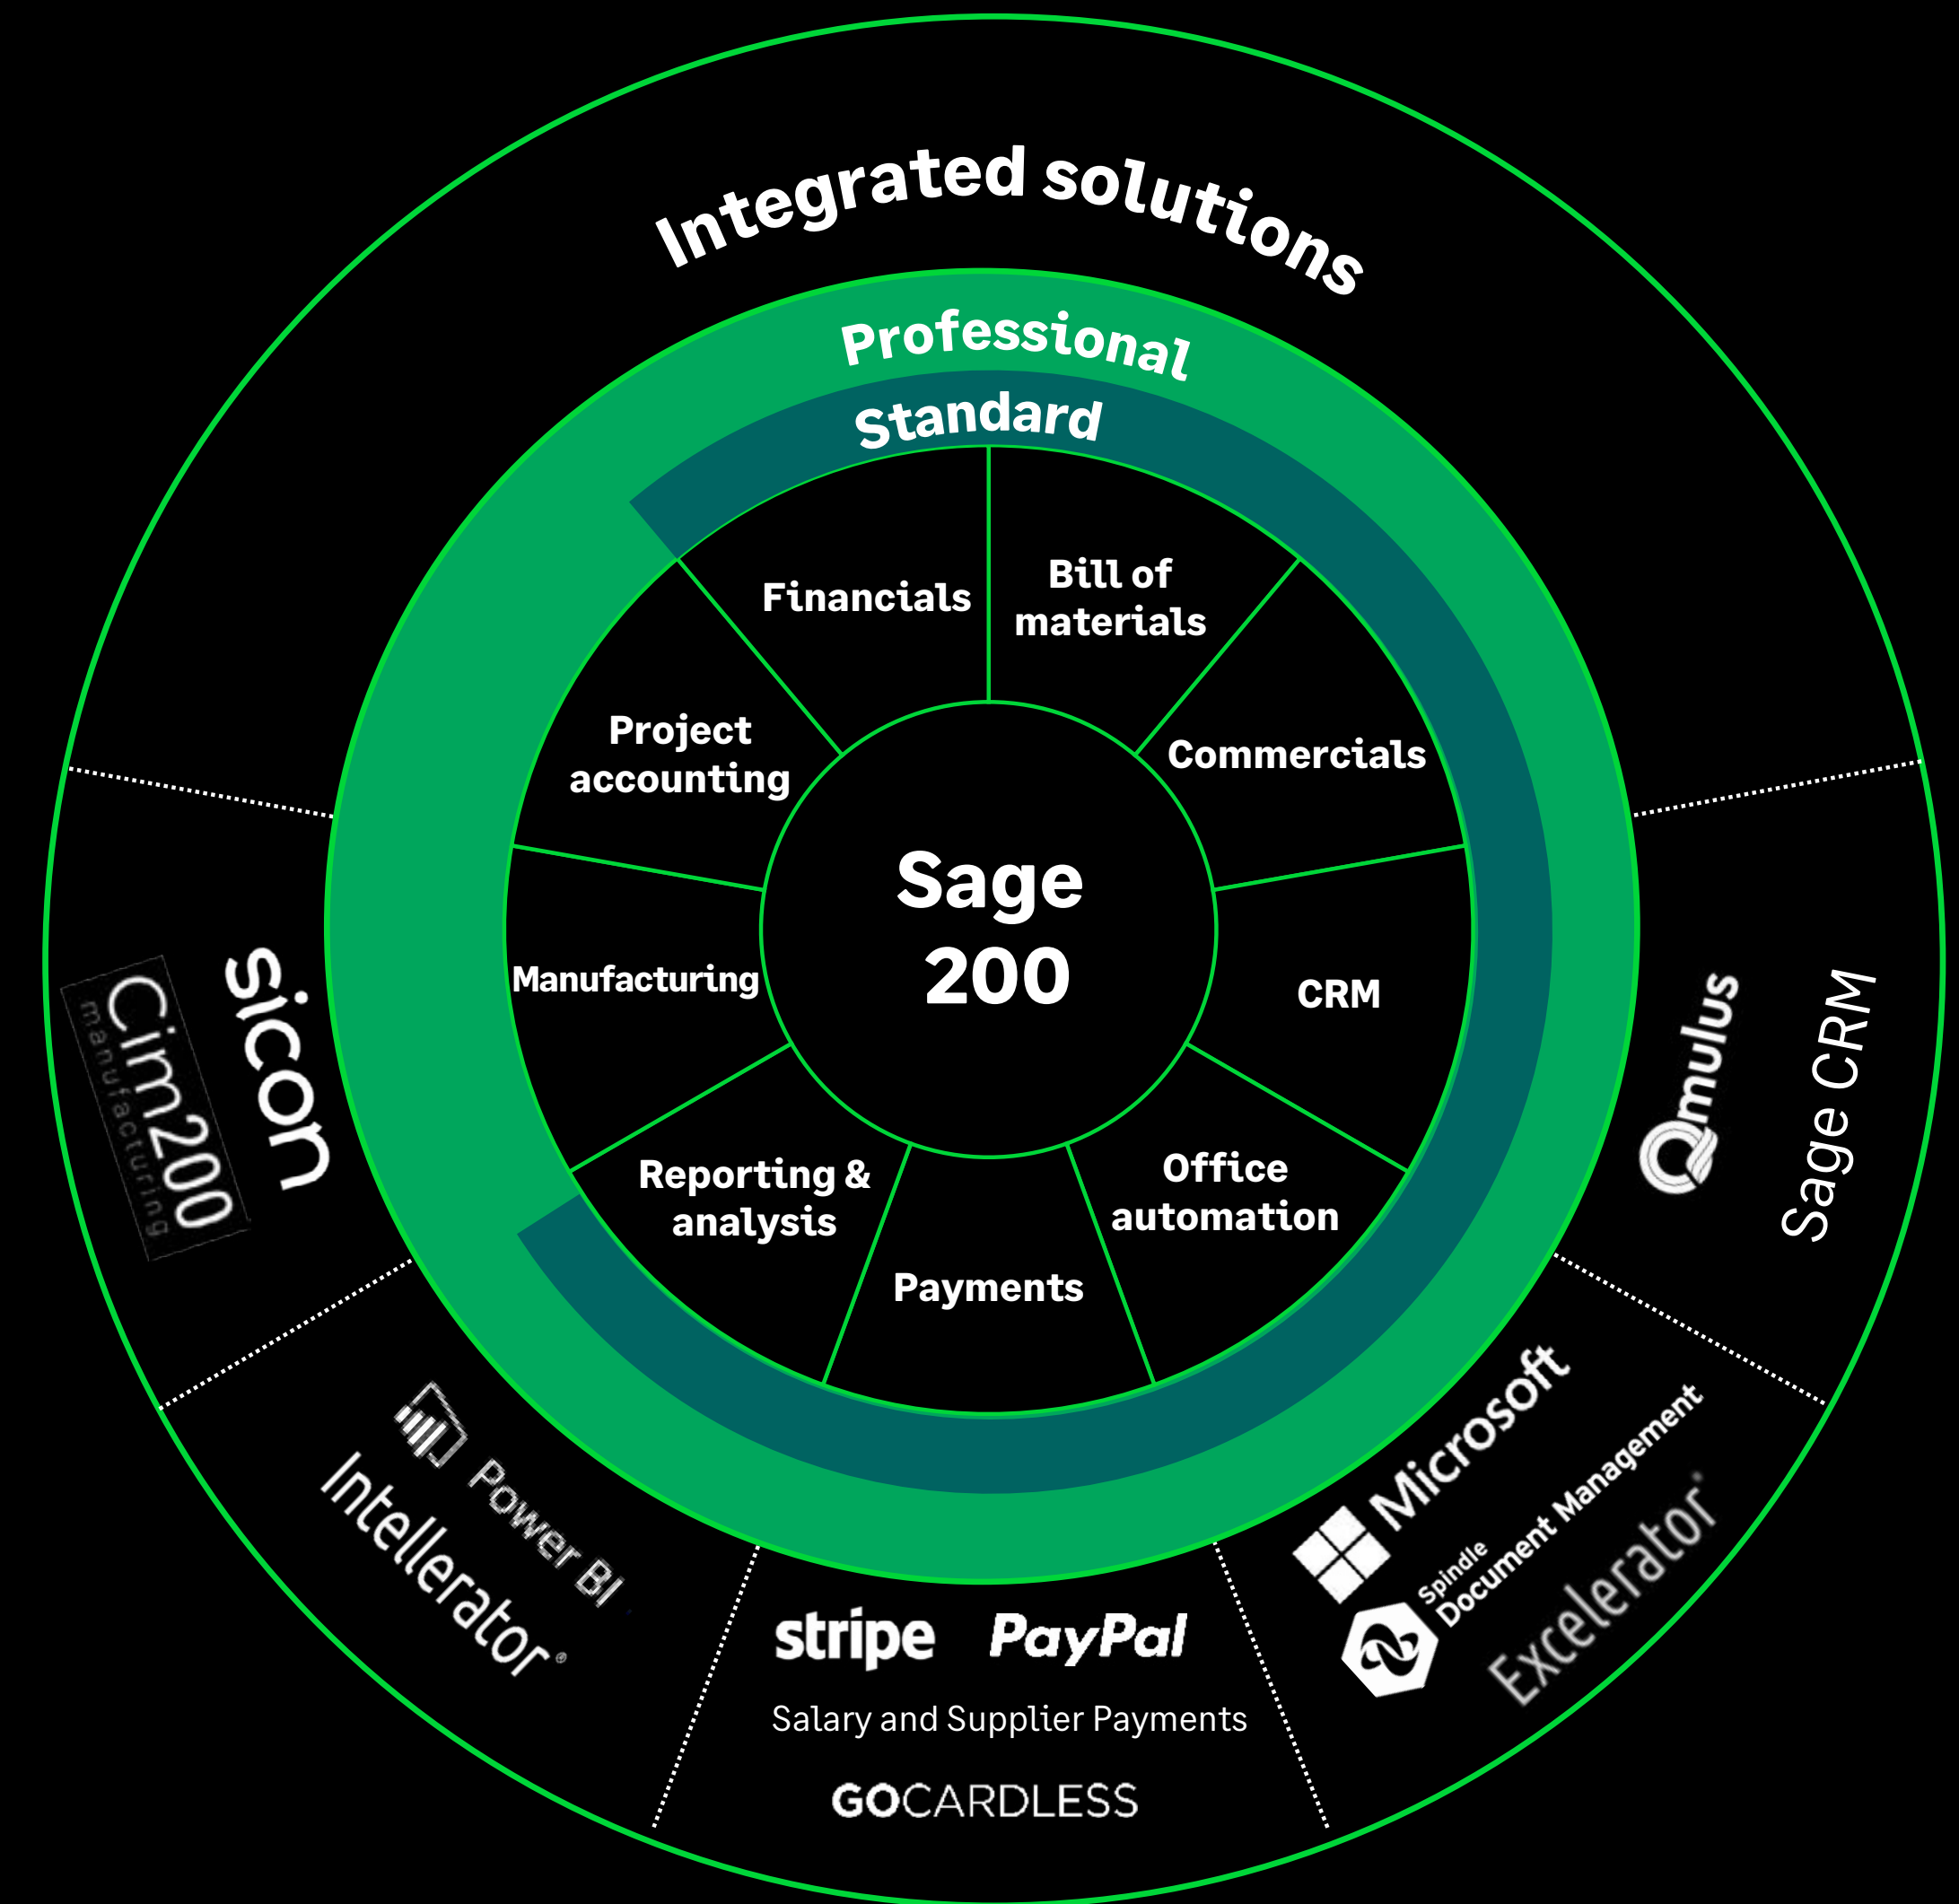 Integrated solutions
Professional
Standard
Financials
Bill of
materials
Project
accounting
Commercials
Sage
200
Manufacturing
CRM
Reporting &
analysis
Office
automation
Payments
sicon
Cim200
manufacturing
Qmulus
Sage CRM
Power BI
Intellerator®
Microsoft
Spindle
Document Management
Excelerator®
stripe
PayPal
Salary and Supplier Payments
GOCARDLESS